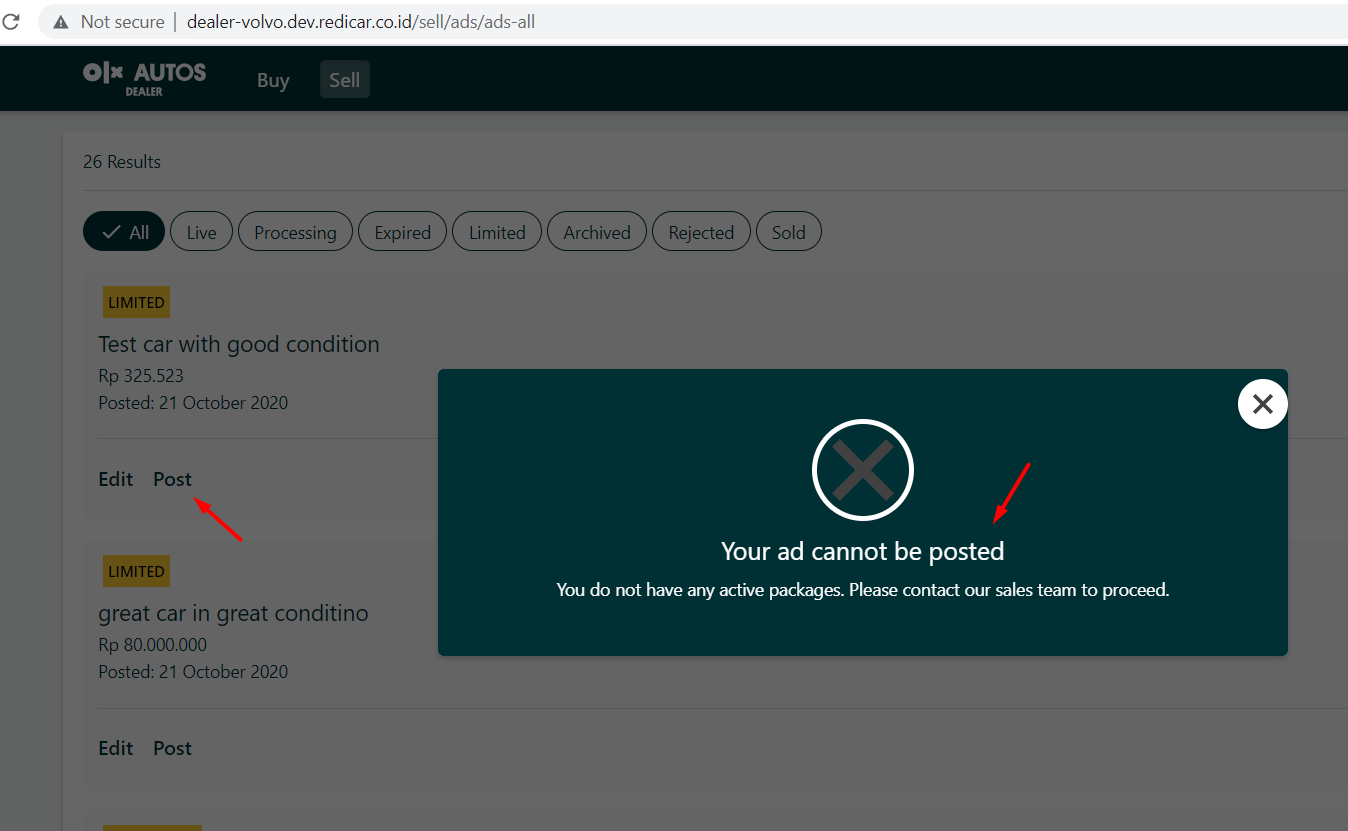 Not secure | dealer-volvo.dev.redicar.co.id/sell/ads/ads-all
olx AUTOS
DEALER
Buy Sell
26 Results
All Live Processing Expired Limited Archived Rejected Sold
LIMITED
Test car with good condition
Rp 325.523
Posted: 21 October 2020
Edit Post
Your ad cannot be posted
You do not have any active packages. Please contact our sales team to proceed.
LIMITED
great car in great conditino
Rp 80.000.000
Posted: 21 October 2020
Edit Post